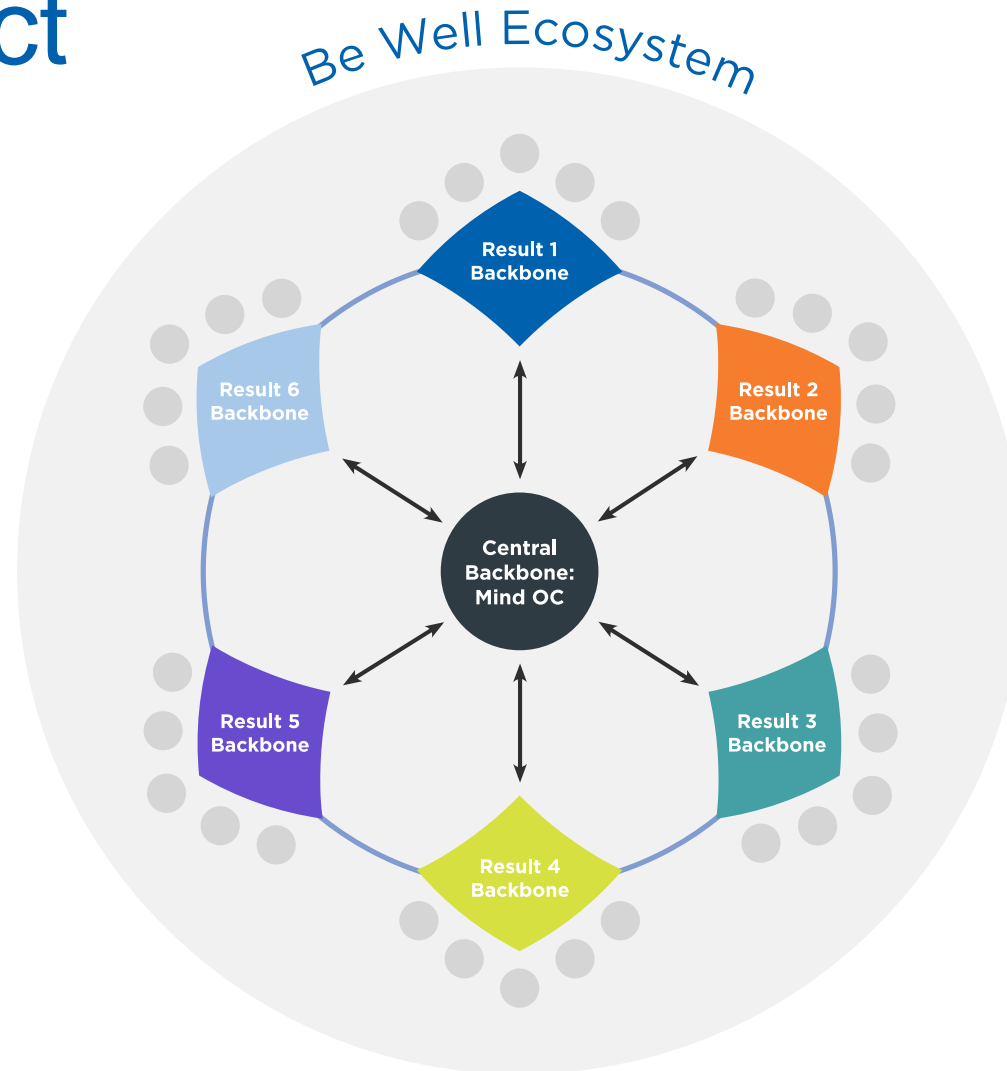 ct
Be Well Ecosystem
Result 1
Backbone
Result 6
Backbone
Result 2
Backbone
Central
Backbone:
Mind OC
Result 5
Backbone
Result 3
Backbone
Result 4
Backbone